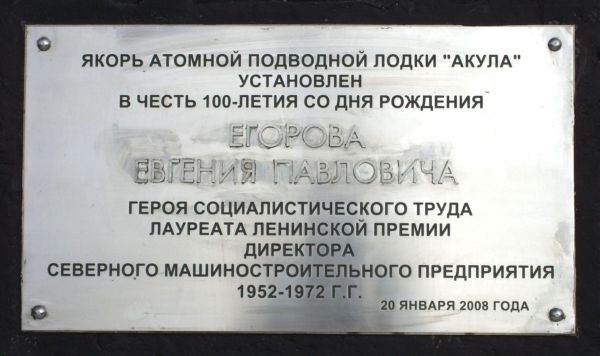 ЯКОРЬ АТОМНОЙ ПОДВОДНОЙ ЛОДКИ "АКУЛА"
УСТАНОВЛЕН
В ЧЕСТЬ 100-ЛЕТИЯ СО ДНЯ РОЖДЕНИЯ
ЕГОРОВА
ЕВГЕНИЯ ПАВЛОВИЧА
ГЕРОЯ СОЦИАЛИСТИЧЕСКОГО ТРУДА
ЛАУРЕАТА ЛЕНИНСКОЙ ПРЕМИИ
ДИРЕКТОРА
СЕВЕРНОГО МАШИНОСТРОИТЕЛЬНОГО ПРЕДПРИЯТИЯ
1952-1972 Г.Г.
20 ЯНВАРЯ 2008 ГОДА